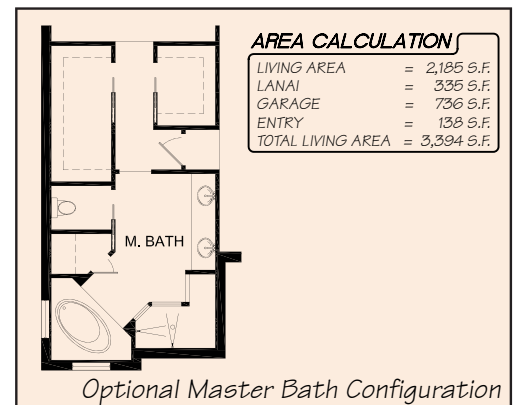 AREA CALCULATION
LIVING AREA = 2,185 S.F.
LANAI = 335 S.F.
GARAGE = 736 S.F.
ENTRY = 138 S.F.
TOTAL LIVING AREA = 3,394 S.F.
M. BATH
Optional Master Bath Configuration